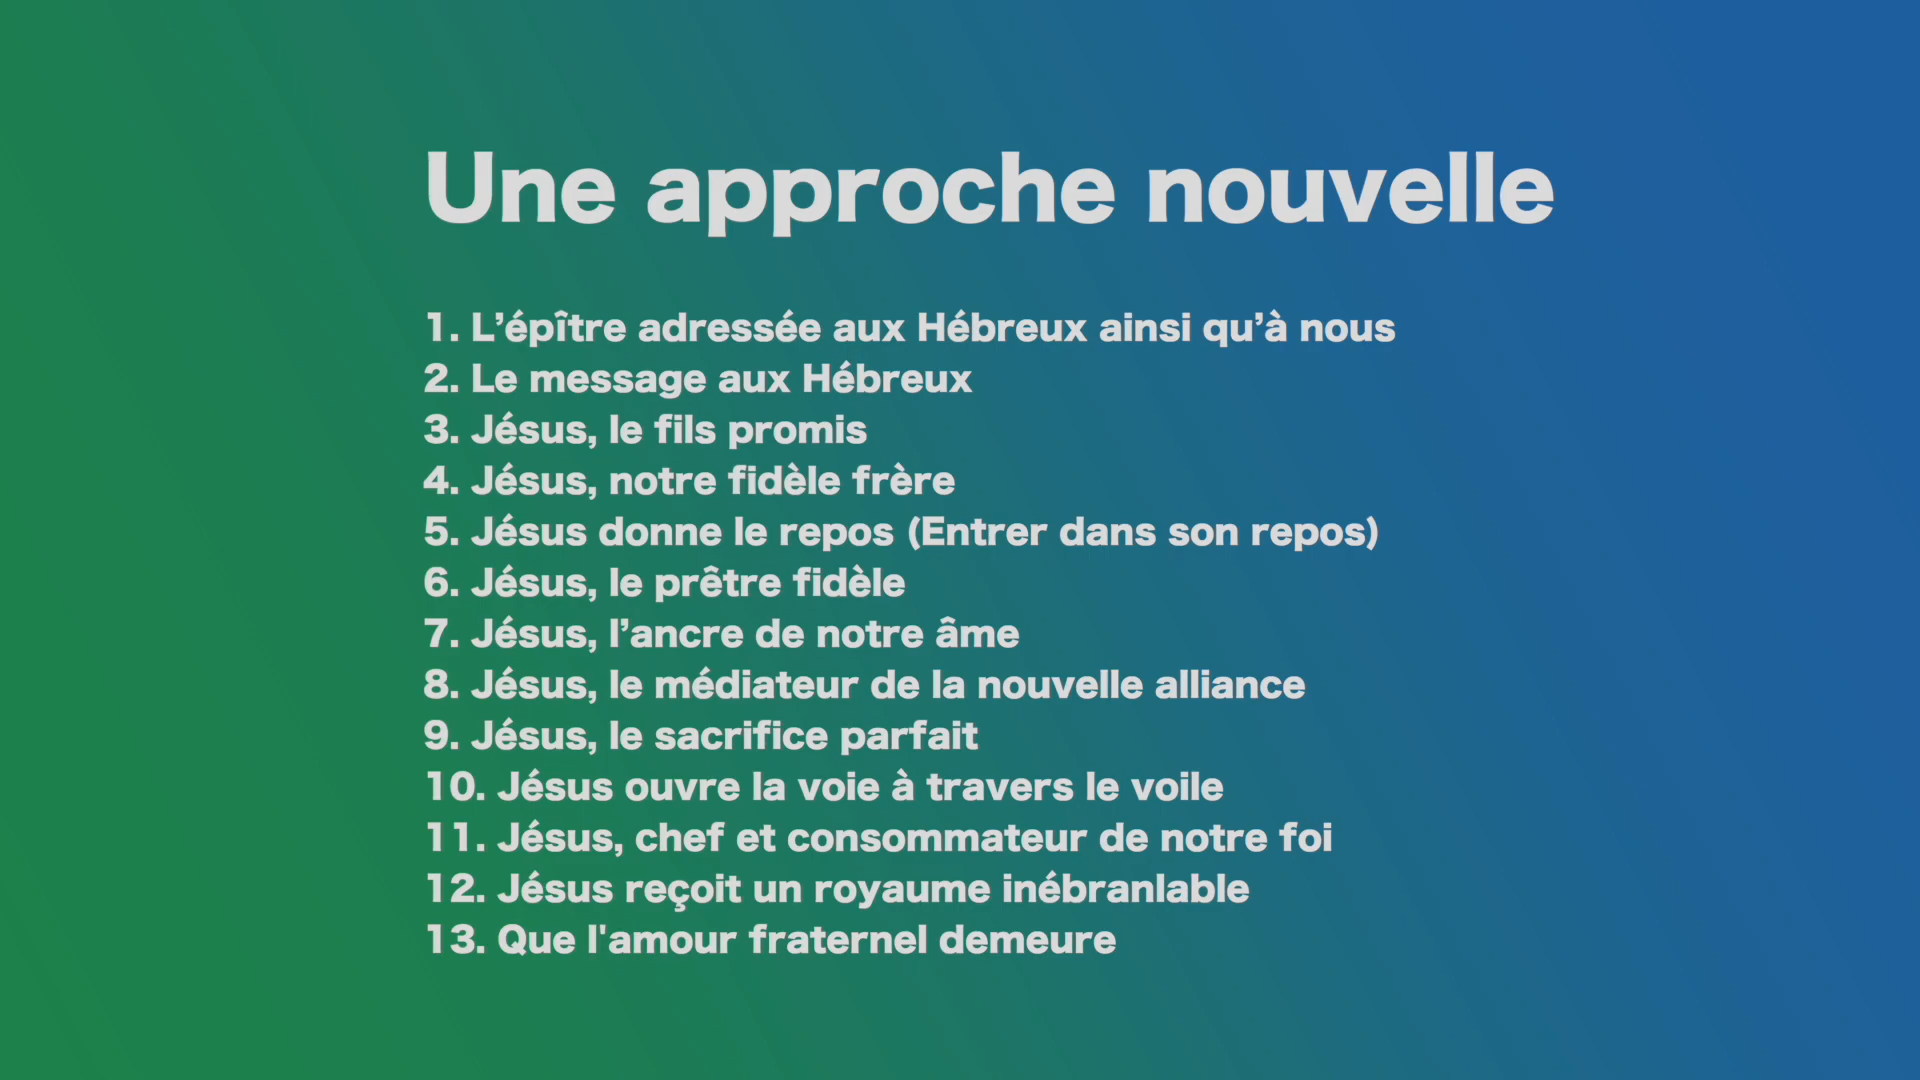 Une approche nouvelle
1. L’épître adressée aux Hébreux ainsi qu’à nous
2. Le message aux Hébreux
3. Jésus, le fils promis
4. Jésus, notre fidèle frère
5. Jésus donne le repos (Entrer dans son repos)
6. Jésus, le prêtre fidèle
7. Jésus, l’ancre de notre âme
8. Jésus, le médiateur de la nouvelle alliance
9. Jésus, le sacrifice parfait
10. Jésus ouvre la voie à travers le voile
11. Jésus, chef et consommateur de notre foi
12. Jésus reçoit un royaume inébranlable
13. Que l'amour fraternel demeure